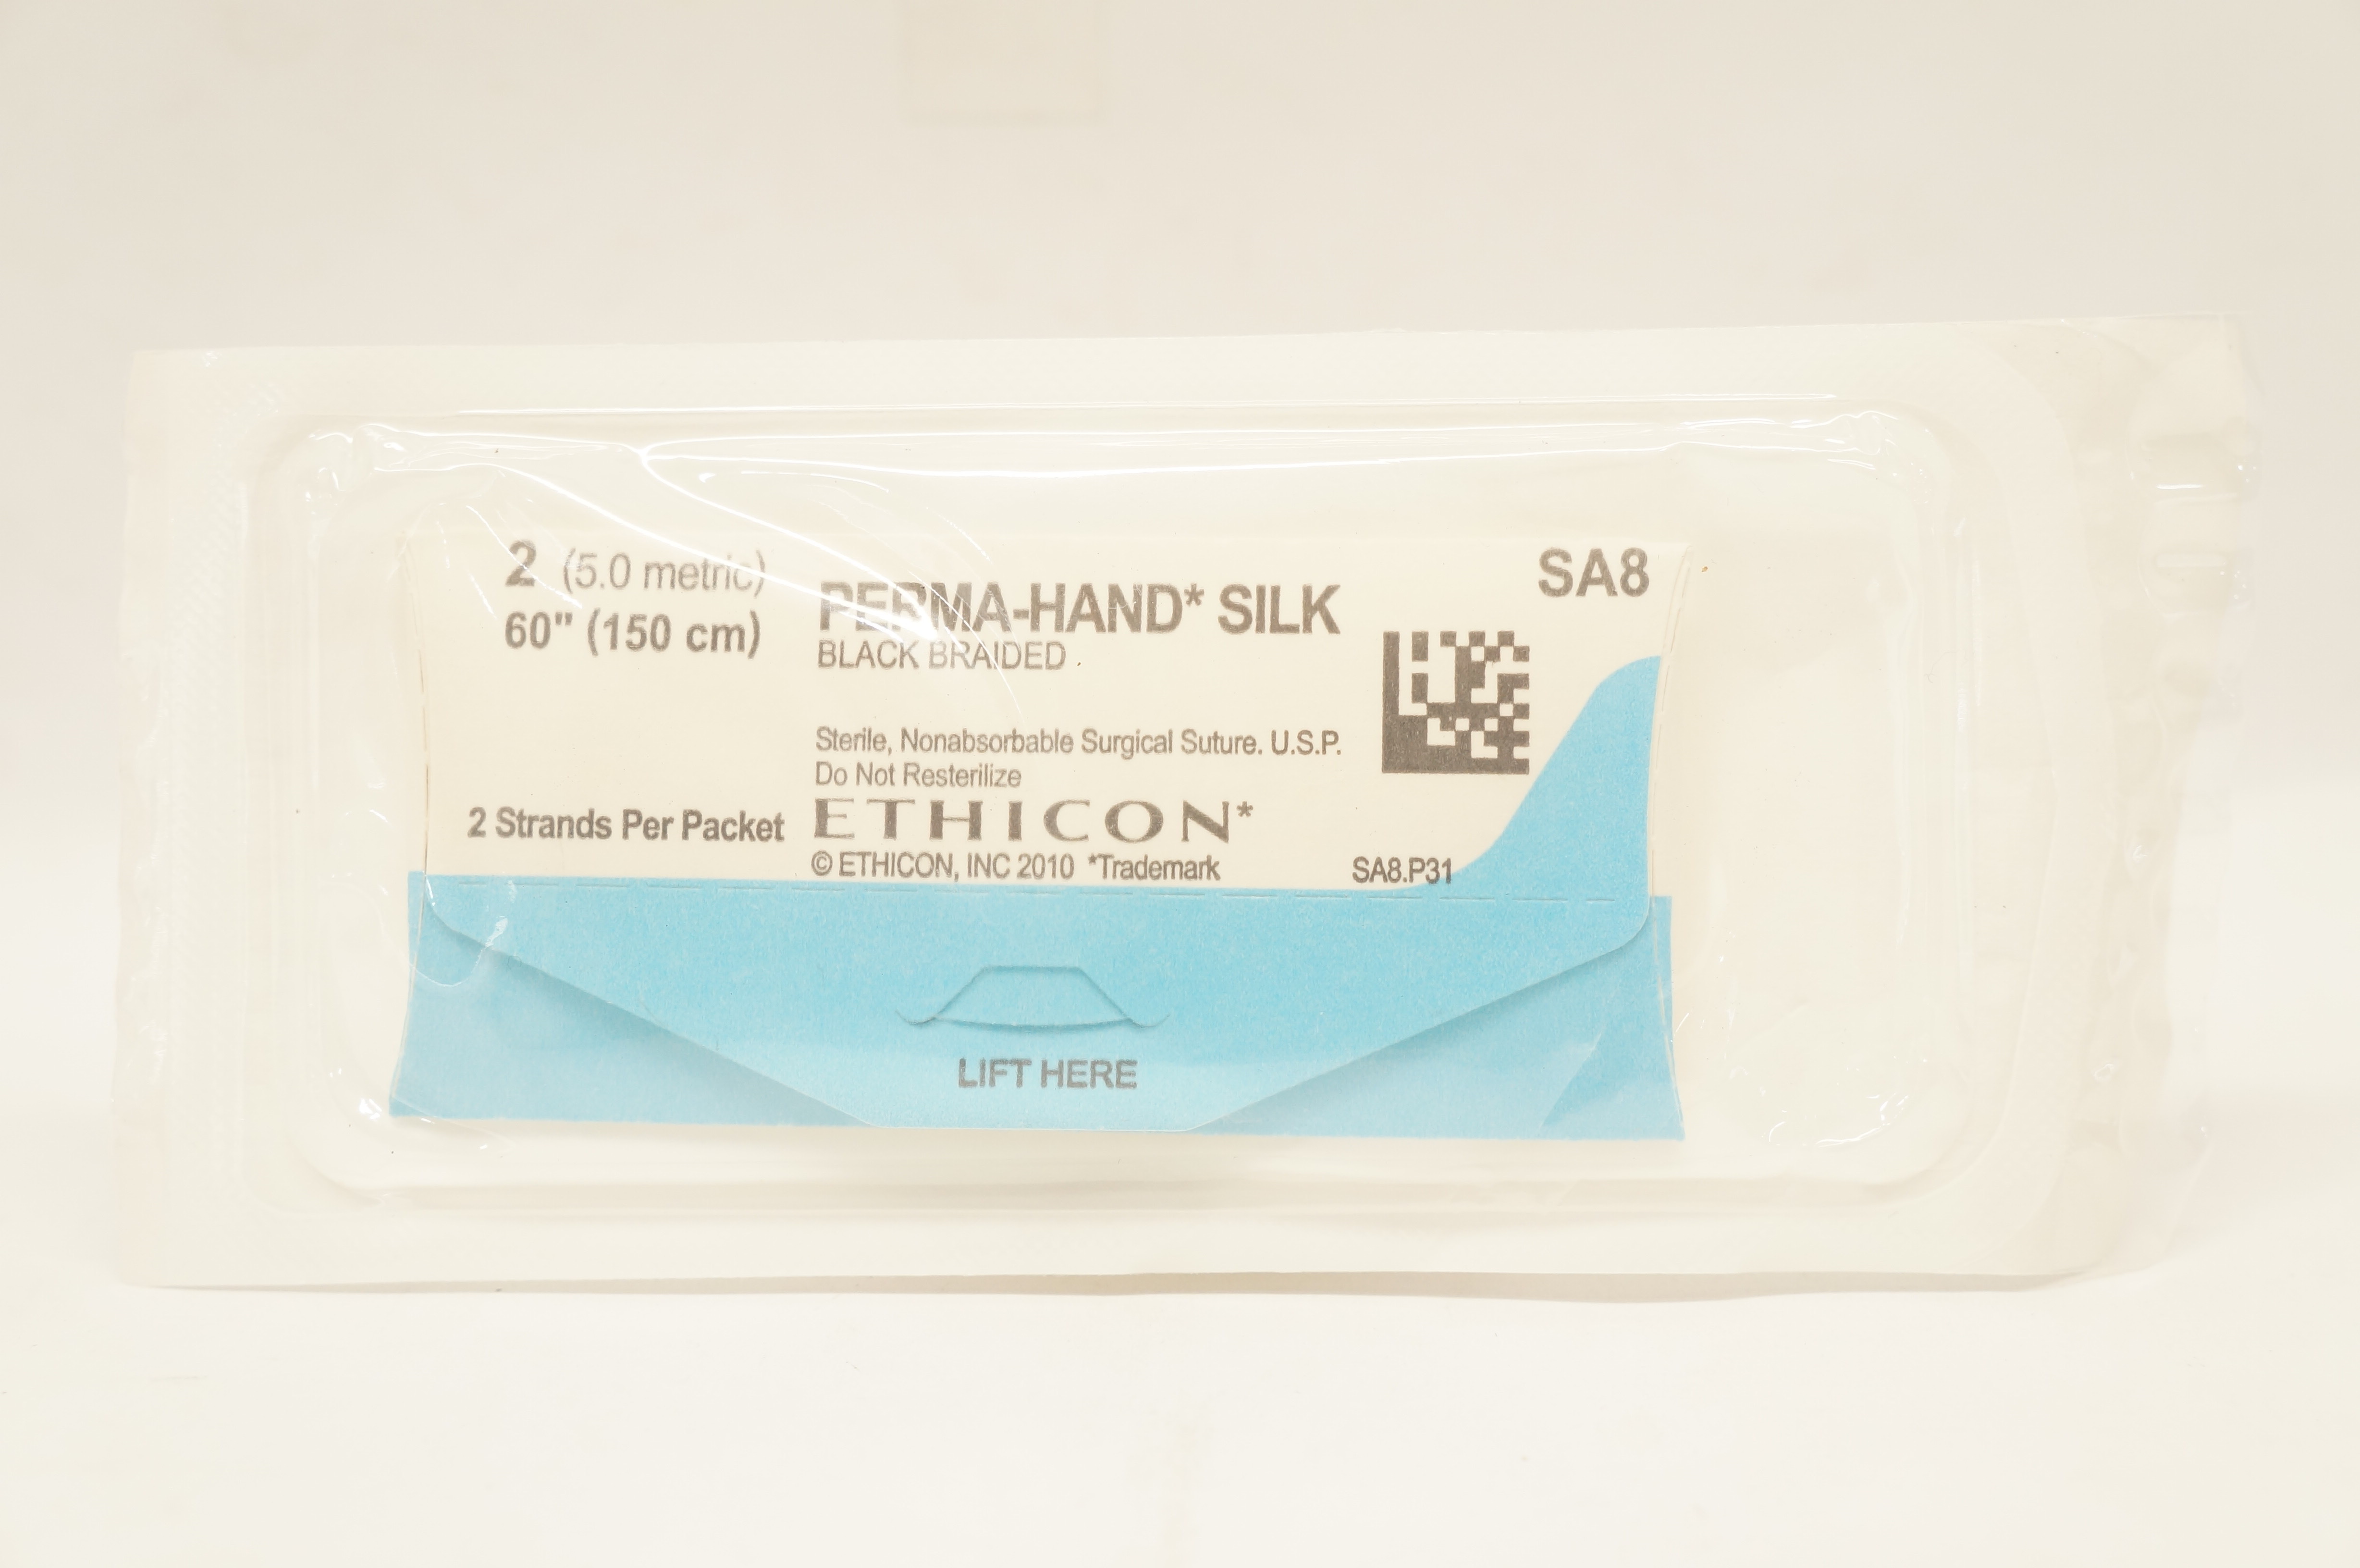 2 (5.0 metric)
60" (150 cm)
PERMA-HAND* SILK
BLACK BRAIDED
SA8
Sterile, Nonabsorbable Surgical Suture. U.S.P.
Do Not Resterilize
2 Strands Per Packet
ETHICON*
© ETHICON, INC 2010 *Trademark
SA8.P31
LIFT HERE